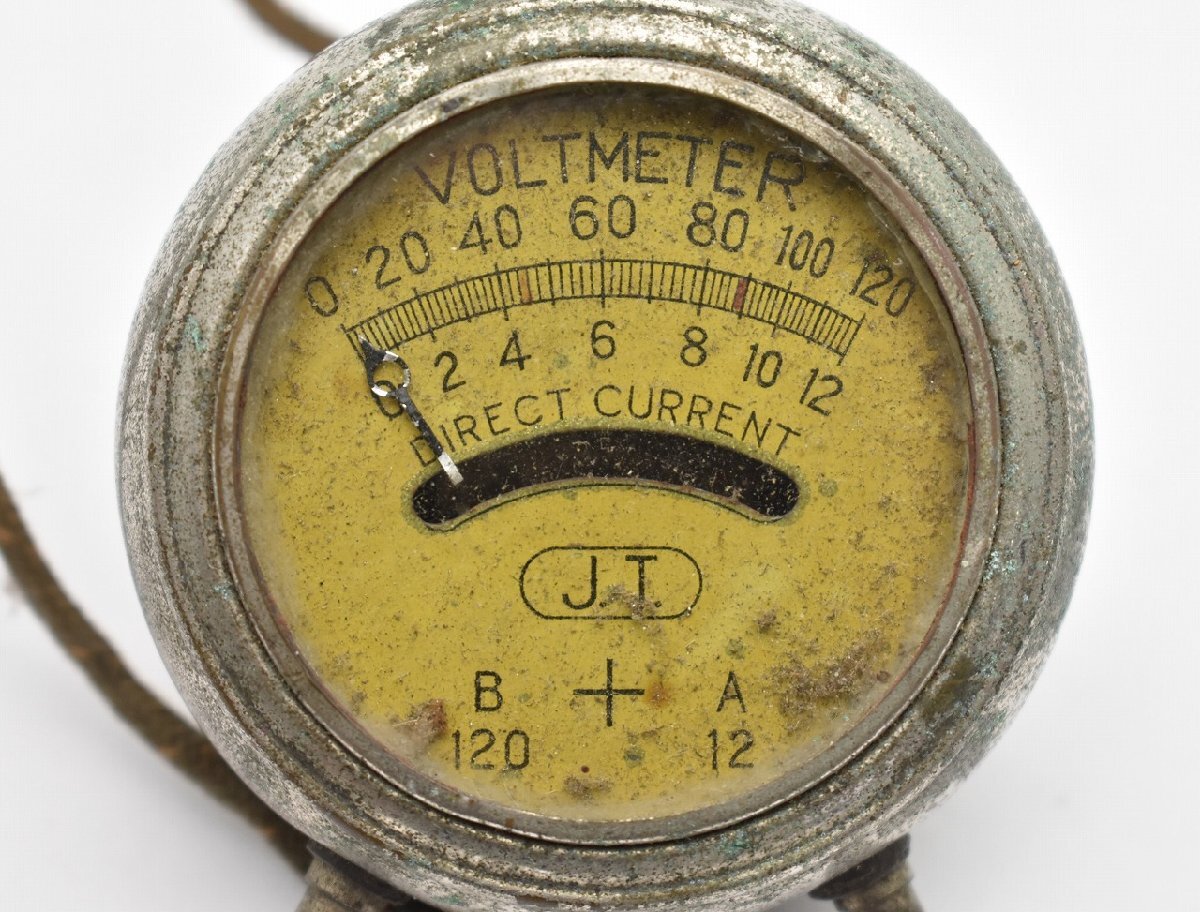 VOLTMETER
0 20 40 60 80 100 120
0 2 4 6 8 10 12
DIRECT CURRENT
J.T.
B + A
120 12